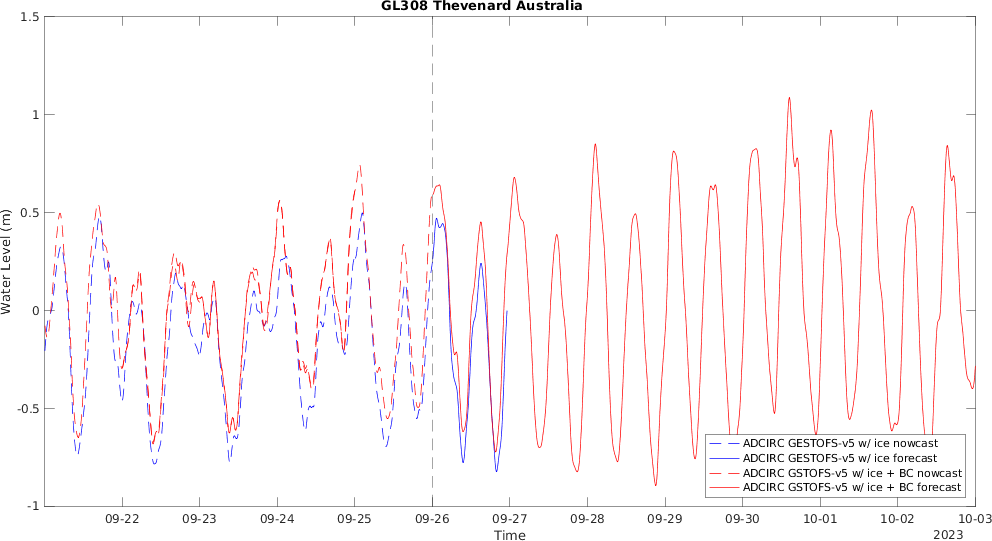 GL308 Thevenard Australia
1.5
1
0.5
0
-0.5
-1
Water Level (m)
ADCIRC GESTOFS-v5 w/ ice nowcast
ADCIRC GESTOFS-v5 w/ ice forecast
ADCIRC GSTOFS-v5 w/ ice + BC nowcast
ADCIRC GSTOFS-v5 w/ ice + BC forecast
09-22 09-23 09-24 09-25 09-26 09-27 09-28 09-29 09-30 10-01 10-02 10-03
Time
2023